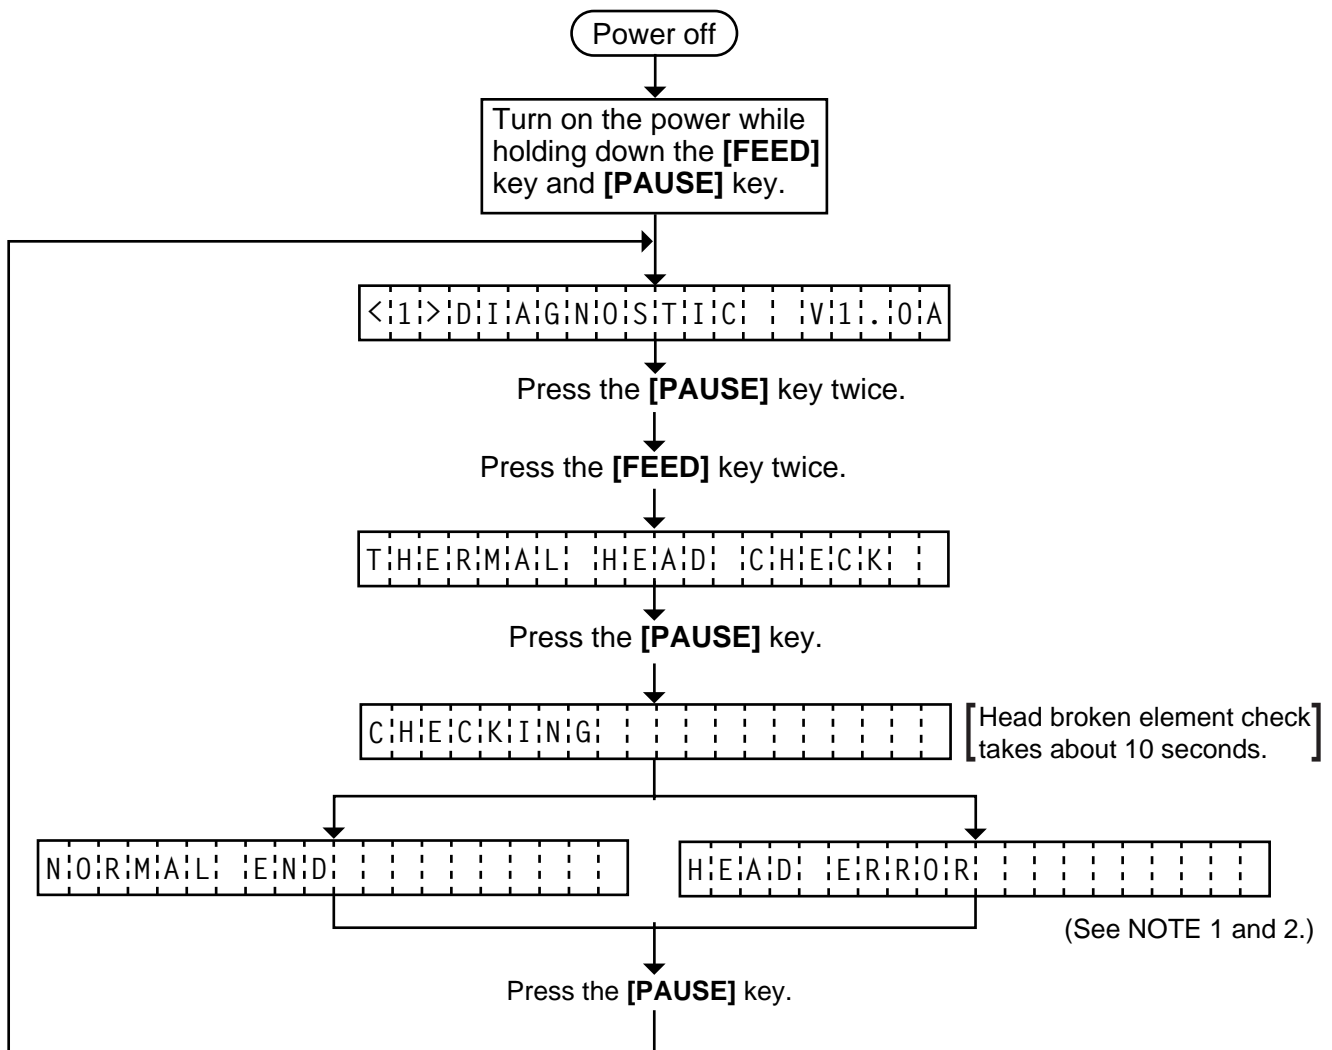 Power off
Turn on the power while
holding down the [FEED]
key and [PAUSE] key.
<1>DIAGNOSTIC  V1.0A
Press the [PAUSE] key twice.
Press the [FEED] key twice.
THERMAL HEAD CHECK
Press the [PAUSE] key.
CHECKING
[Head broken element check
takes about 10 seconds.]
NORMAL END
HEAD ERROR
(See NOTE 1 and 2.)
Press the [PAUSE] key.